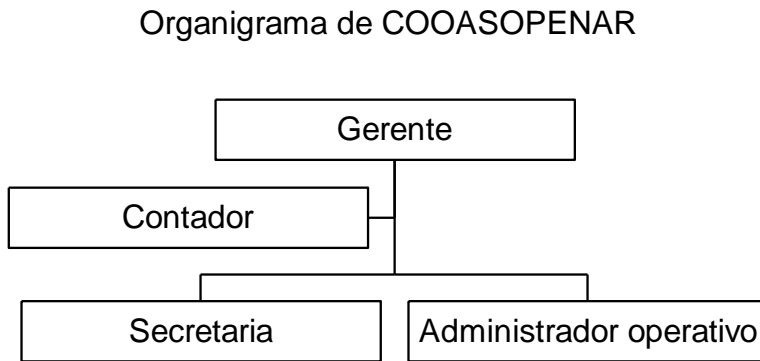 Organigrama de COOASOPENAR
Gerente
Contador
Secretaria
Administrador operativo